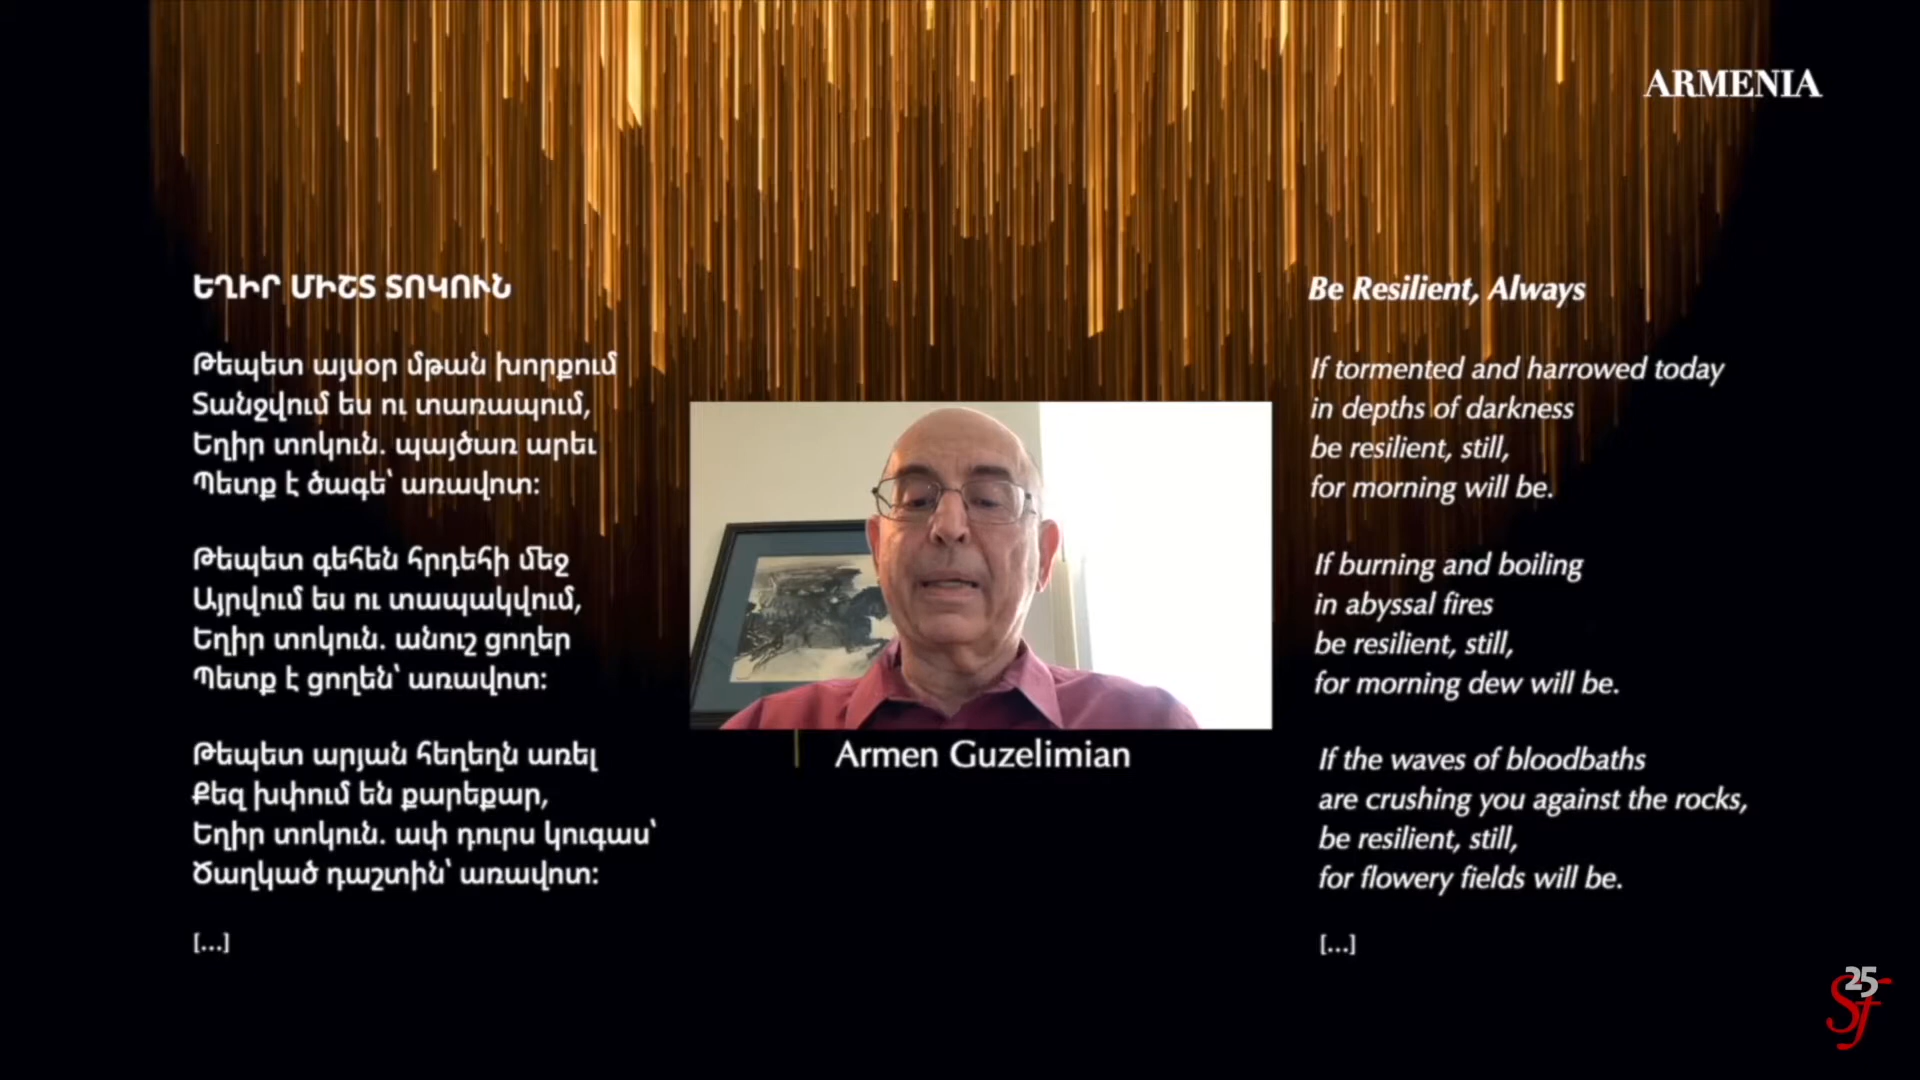 ARMENIA
ԵՂԻՐ ՄԻՇՏ ՏՈԿՈՒՆ
Թեպետ այսօր մթան խորքում
Տանջվում ես ու տառապում,
Եղիր տոկուն. պայծառ արեւ
Պետք է ծագե՝ առավոտ:
Թեպետ գեհեն հրդեհի մեջ
Այրվում ես ու տապակվում,
Եղիր տոկուն. անուշ ցողեր
Պետք է ցողեն՝ առավոտ:
Թեպետ արյան հեղեղն առել
Քեզ խփում են քարեքար,
Եղիր տոկուն. ափ դուրս կուգաս՝
Ծաղկած դաշտին՝ առավոտ:
[...]
Armen Guzelimian
Be Resilient, Always
If tormented and harrowed today
in depths of darkness
be resilient, still,
for morning will be.
If burning and boiling
in abyssal fires
be resilient, still,
for morning dew will be.
If the waves of bloodbaths
are crushing you against the rocks,
be resilient, still,
for flowery fields will be.
[...]
25
Sf